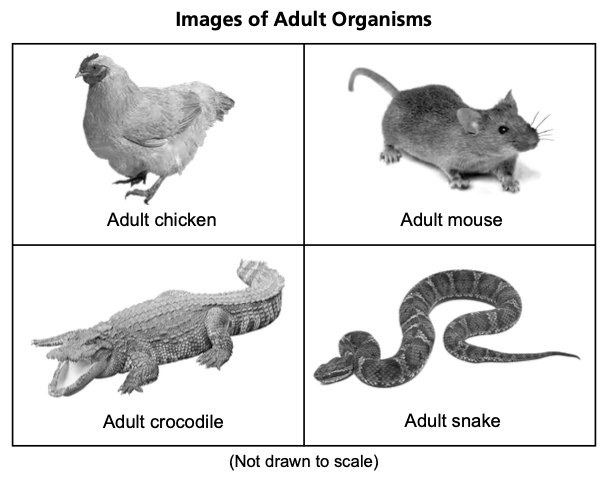 Images of Adult Organisms
Adult chicken
Adult mouse
Adult crocodile
Adult snake
(Not drawn to scale)